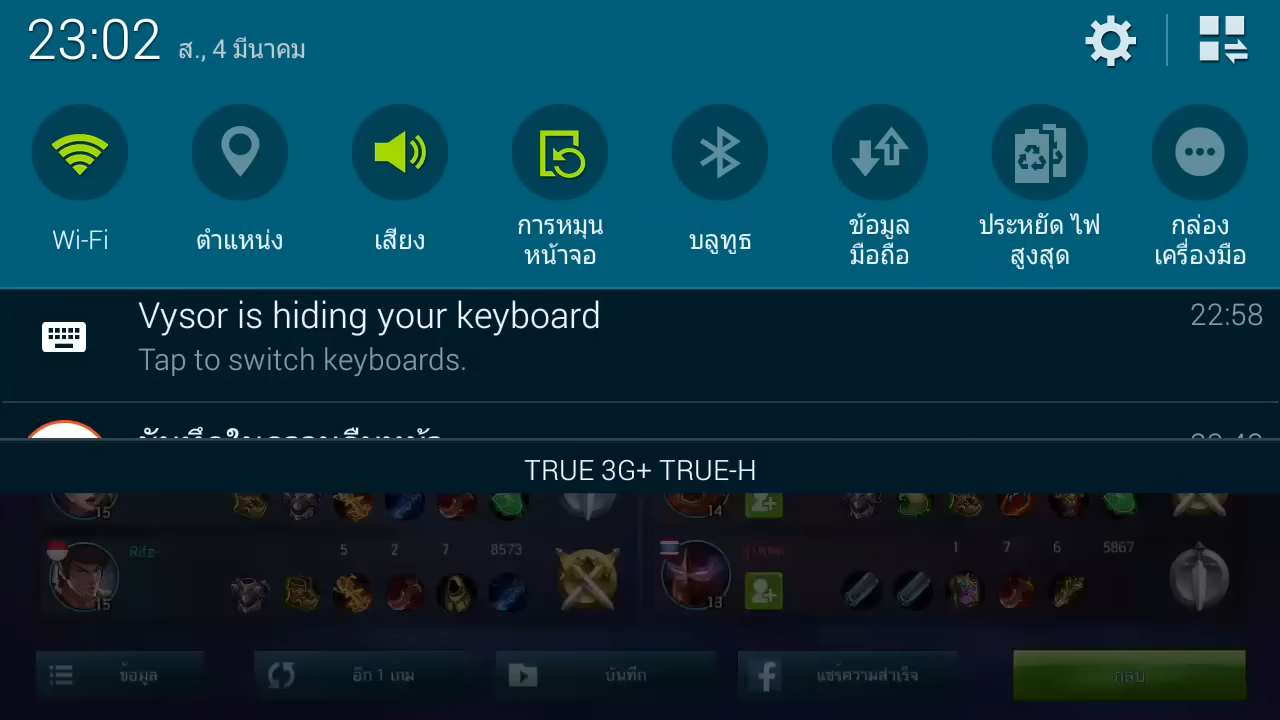 23:02 ส., 4 มีนาคม
Wi-Fi
ตำแหน่ง
เสียง
การหมุน
หน้าจอ
บลูทูธ
ข้อมูล
มือถือ
ประหยัด ไฟ
สูงสุด
กล่อง
เครื่องมือ
Vysor is hiding your keyboard 22:58
Tap to switch keyboards.
TRUE 3G+ TRUE-H
15
14
Rifz
5 2 7 8573
15
1 7 6 5867
13
ข้อมูล
อีก 1 เกม
บันทึก
แชร์ความสำเร็จ
กลับ